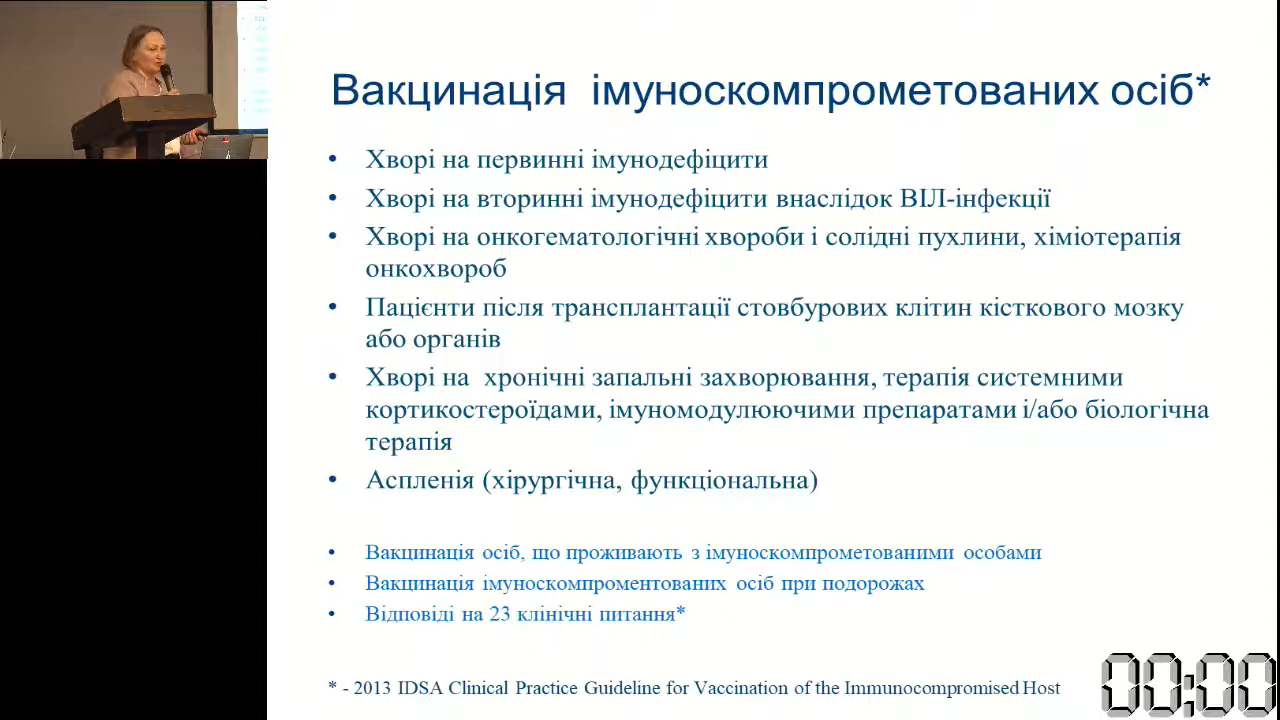 Вакцинація імуноскомпрометованих осіб*
• Хворі на первинні імунодефіцити
• Хворі на вторинні імунодефіцити внаслідок ВІЛ-інфекції
• Хворі на онкогематологічні хвороби і солідні пухлини, хіміотерапія
онкохвороб
• Пацієнти після трансплантації стовбурових клітин кісткового мозку
або органів
• Хворі на хронічні запальні захворювання, терапія системними
кортикостероїдами, імуномодулюючими препаратами і/або біологічна
терапія
• Аспленія (хірургічна, функціональна)
• Вакцинація осіб, що проживають з імуноскомпрометованими особами
• Вакцинація імуноскомпроментованих осіб при подорожах
• Відповіді на 23 клінічні питання*
* - 2013 IDSA Clinical Practice Guideline for Vaccination of the Immunocompromised Host
00:00